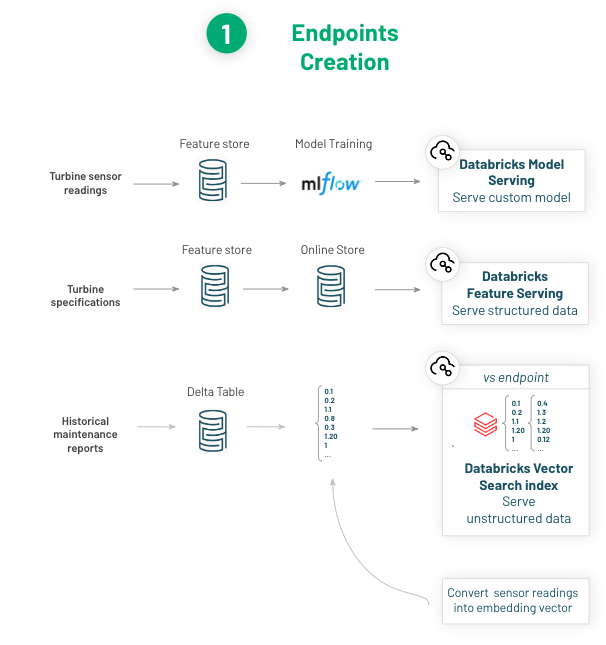 1
Endpoints
Creation
Feature store
Model Training
Turbine sensor
readings
mlflow
Databricks Model
Serving
Serve custom model
Feature store
Online Store
Turbine
specifications
Databricks
Feature Serving
Serve structured data
Delta Table
Historical
maintenance
reports
0.1
0.2
1.1
0.8
0.3
1.20
1
...
vs endpoint
0.1
0.2
1.1
1.20
1
...
0.4
1.3
1.2
1.20
0.12
...
Databricks Vector
Search index
Serve
unstructured data
Convert sensor readings
into embedding vector